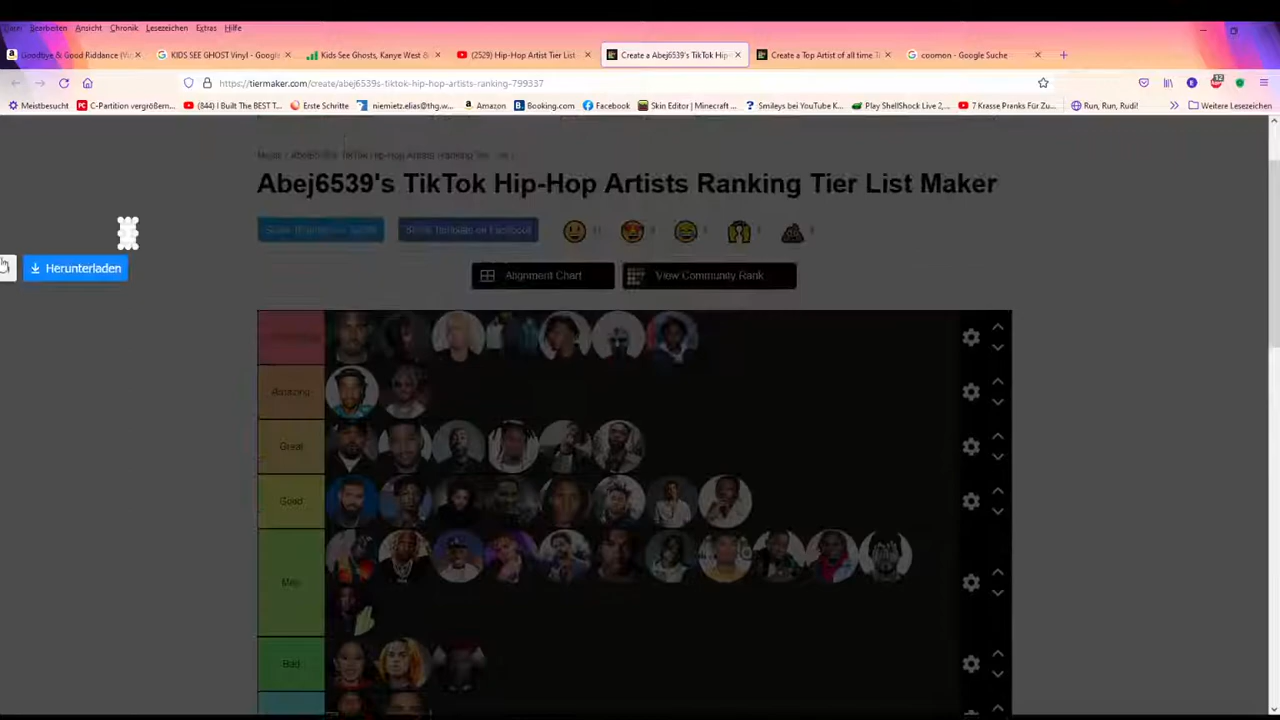 Datei Bearbeiten Ansicht Chronik Lesezeichen Extras Hilfe
Goodbye & Good Riddance (Vi
KIDS SEE GHOST Vinyl - Google
Kids See Ghosts, Kanye West &
(2529) Hip-Hop Artist Tier List
Create a Abej6539's TikTok Hip-
Create a Top Artist of all time T
coomon - Google Suche
https://tiermaker.com/create/abej6539s-tiktok-hip-hop-artists-ranking-799337
Meistbesucht
C-Partition vergrößern...
(844) I Built The BEST T...
Erste Schritte
niemietz.elias@thg.w...
Amazon
Booking.com
Facebook
Skin Editor | Minecraft ...
Smileys bei YouTube K...
Play ShellShock Live 2,...
7 Krasse Pranks Für Zu...
Run, Run, Rudi!
Weitere Lesezeichen
Abej6539's TikTok Hip-Hop Artists Ranking Tier List Maker
Herunterladen
Alignment Chart
View Community Rank
Amazing
Great
Good
Meh
Bad